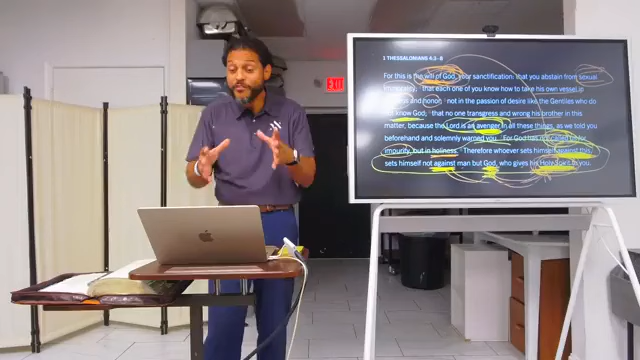 1 THESSALONIANS 4:3-8
For this is the will of God, your sanctification: that you abstain from sexual
immorality; that each one of you know how to take his own vessel in
and honor, not in the passion of desire like the Gentiles who do
know God; that no one transgress and wrong his brother in this
matter, because the Lord is an avenger in all these things, as we told you
beforehand and solemnly warned you. For God has not
impurity, but in holiness. Therefore whoever sets himself against this,
sets himself not against man but God, who gives his Holy Spirit to you.
EXIT